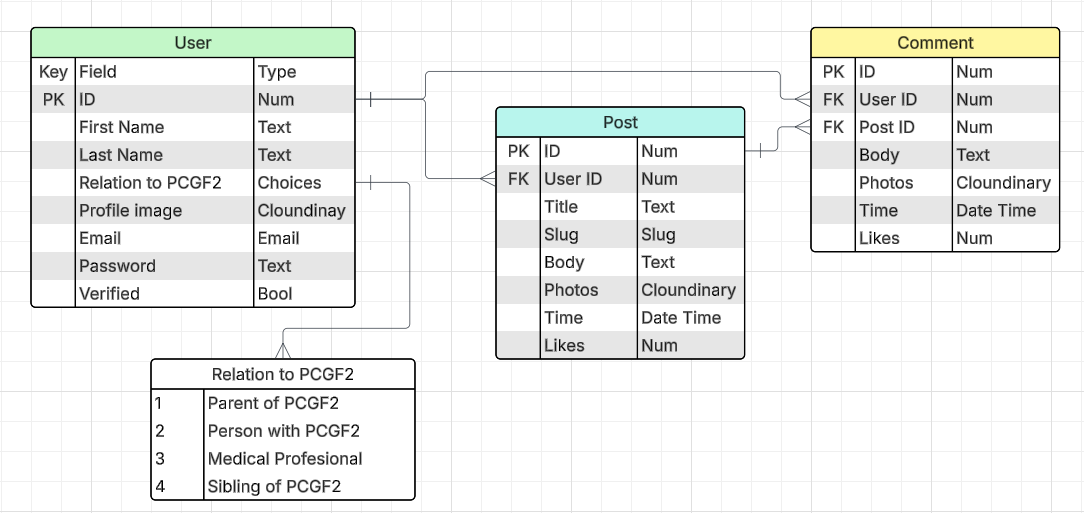 User
Key Field Type
PK ID Num
First Name Text
Last Name Text
Relation to PCGF2 Choices
Profile image Cloundinay
Email Email
Password Text
Verified Bool
Relation to PCGF2
1 Parent of PCGF2
2 Person with PCGF2
3 Medical Profesional
4 Sibling of PCGF2
Post
PK ID Num
FK User ID Num
Title Text
Slug Slug
Body Text
Photos Cloundinary
Time Date Time
Likes Num
Comment
PK ID Num
FK User ID Num
FK Post ID Num
Body Text
Photos Cloundinary
Time Date Time
Likes Num